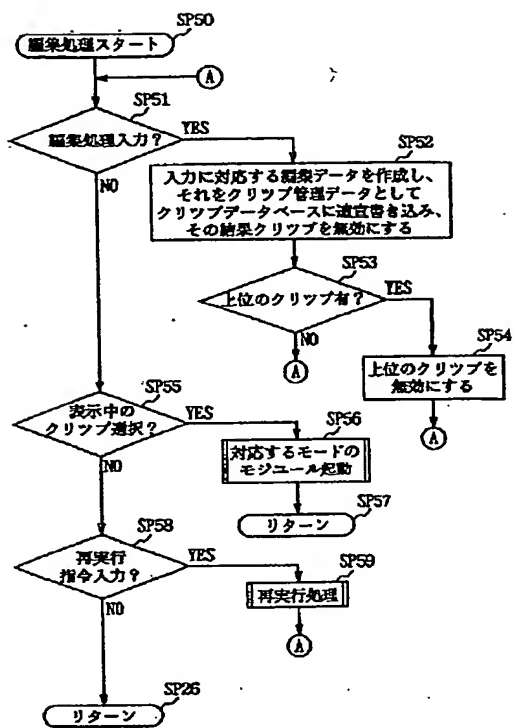 SP50
編集処理スタート
A
SP51
編集処理入力?
YES
NO
SP52
入力に対応する編集データを作成し、
それをクリツプ管理データとして
クリツプデータベースに適宜書き込み、
その結果クリツプを無効にする
SP53
上位のクリツプ有?
YES
NO
A
SP54
上位のクリツプを
無効にする
A
SP55
表示中の
クリツプ選択?
YES
NO
SP56
対応するモードの
モジユール起動
SP57
リターン
SP58
再実行
指令入力?
YES
NO
SP59
再実行処理
A
SP26
リターン